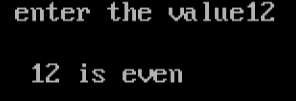 enter the value12
12 is even